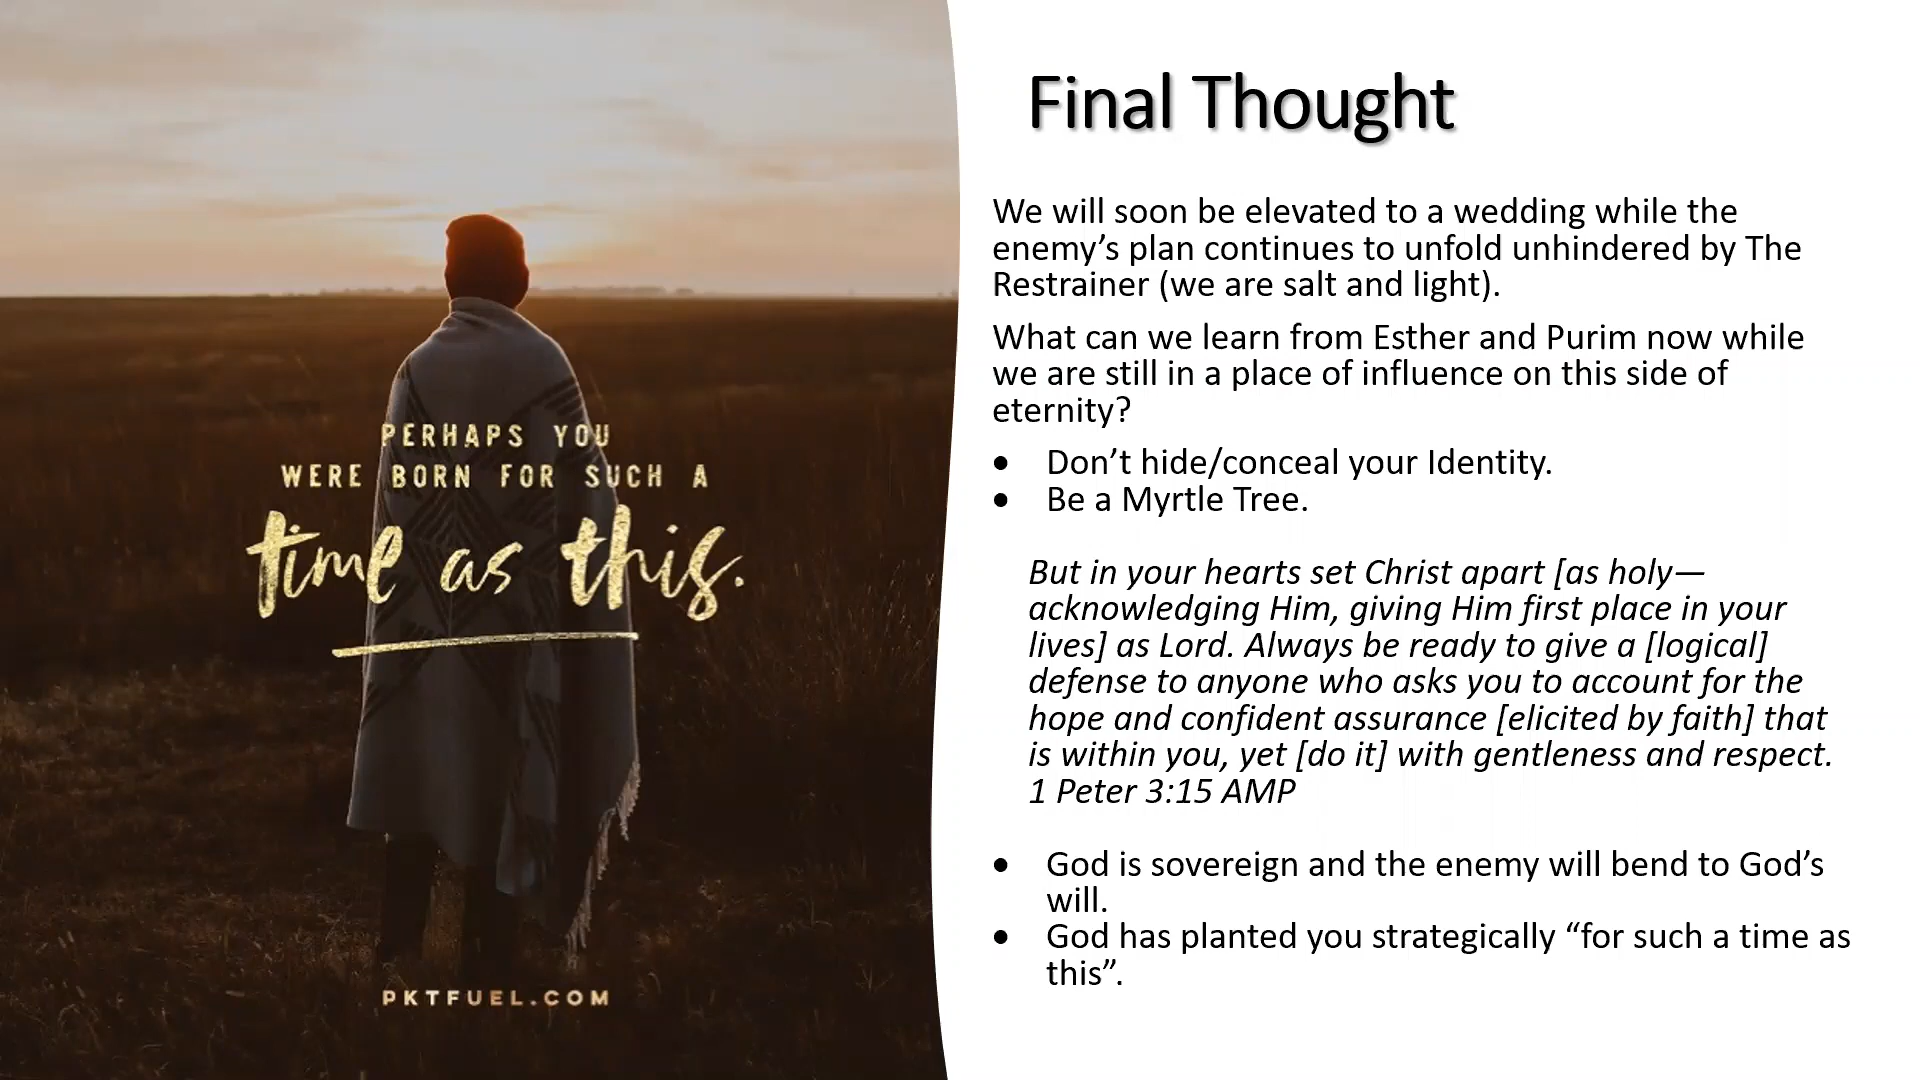 PERHAPS YOU
WERE BORN FOR SUCH A
time as this.
PKTFUEL.COM
Final Thought
We will soon be elevated to a wedding while the
enemy’s plan continues to unfold unhindered by The
Restrainer (we are salt and light).
What can we learn from Esther and Purim now while
we are still in a place of influence on this side of
eternity?
• Don’t hide/conceal your Identity.
• Be a Myrtle Tree.
But in your hearts set Christ apart [as holy—
acknowledging Him, giving Him first place in your
lives] as Lord. Always be ready to give a [logical]
defense to anyone who asks you to account for the
hope and confident assurance [elicited by faith] that
is within you, yet [do it] with gentleness and respect.
1 Peter 3:15 AMP
• God is sovereign and the enemy will bend to God’s
will.
• God has planted you strategically “for such a time as
this”.